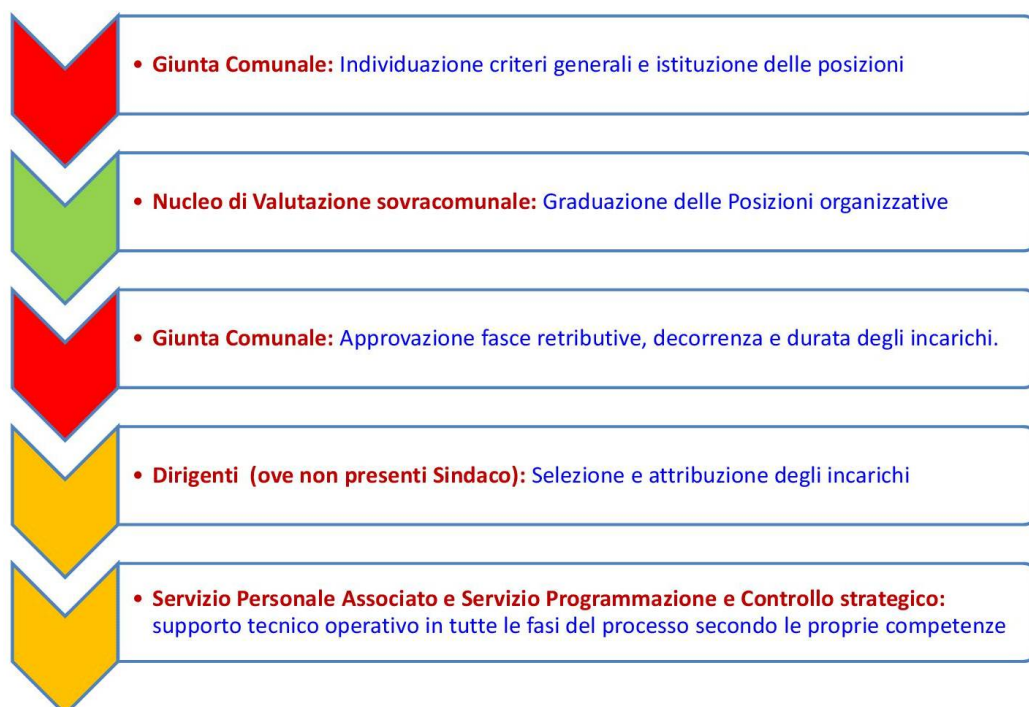 • Giunta Comunale: Individuazione criteri generali e istituzione delle posizioni
• Nucleo di Valutazione sovracomunale: Graduazione delle Posizioni organizzative
• Giunta Comunale: Approvazione fasce retributive, decorrenza e durata degli incarichi.
• Dirigenti (ove non presenti Sindaco): Selezione e attribuzione degli incarichi
• Servizio Personale Associato e Servizio Programmazione e Controllo strategico:
supporto tecnico operativo in tutte le fasi del processo secondo le proprie competenze